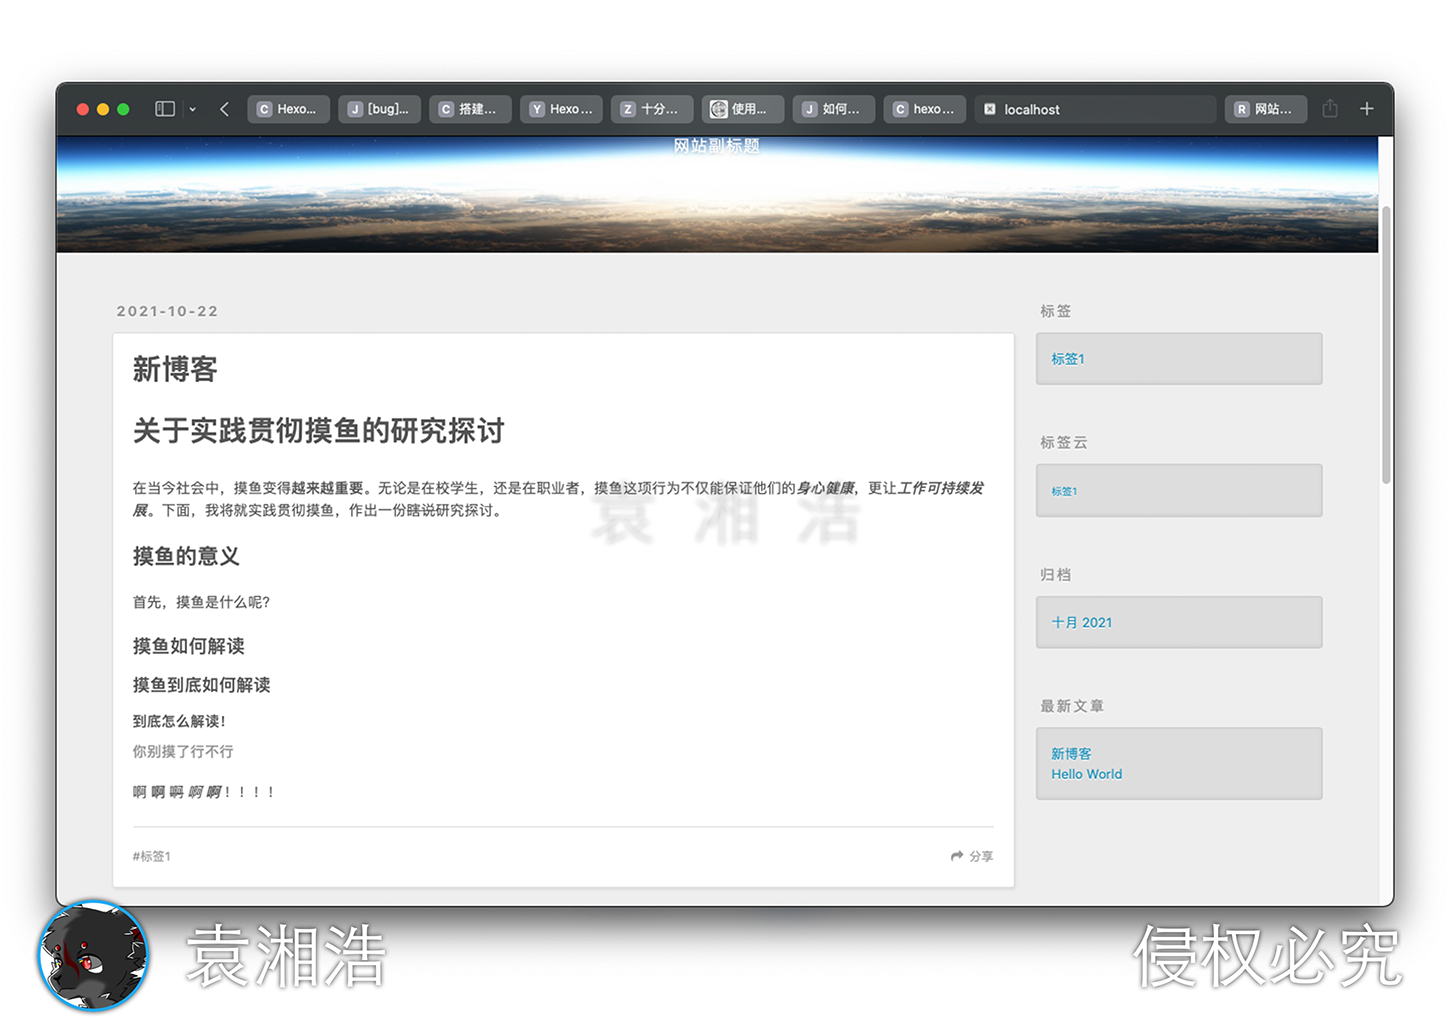 C Hexo... J [bug]... C 搭建... Y Hexo ... Z 十分... 使用... J 如何... C hexo... localhost R 网站...
网站副标题
2021-10-22
新博客
关于实践贯彻摸鱼的研究探讨
在当今社会中，摸鱼变得越来越重要。无论是在校学生，还是在职业者，摸鱼这项行为不仅能保证他们的身心健康，更让工作可持续发
展。下面，我将就实践贯彻摸鱼，作出一份瞎说研究探讨。
袁湘浩
摸鱼的意义
首先，摸鱼是什么呢？
摸鱼如何解读
摸鱼到底如何解读
到底怎么解读！
你别摸了行不行
啊 啊 啊 啊 啊！！！！
#标签1
分享
标签
标签1
标签云
标签1
归档
十月 2021
最新文章
新博客
Hello World
袁湘浩
侵权必究